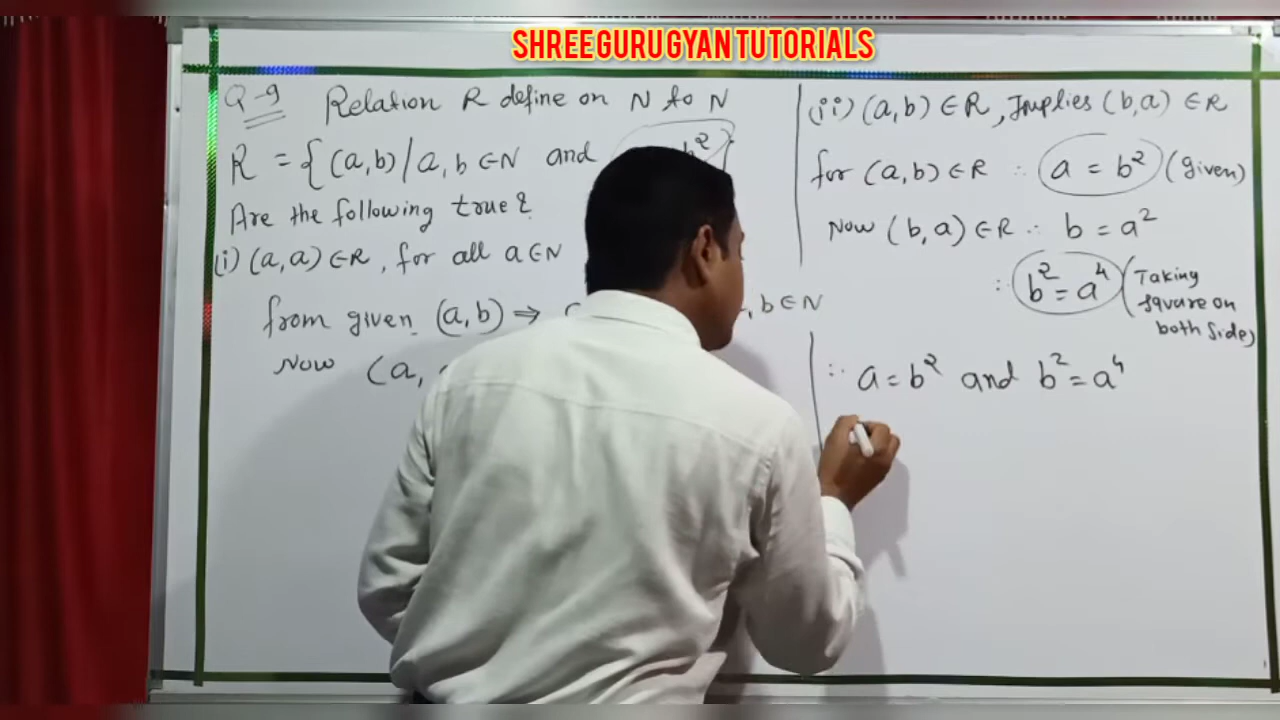 SHREE GURU GYAN TUTORIALS
Q-9 Relation R define on N to N
R = {(a,b)/a,b ∈ N and b²}
Are the following true?
(i) (a,a) ∈ R, for all a ∈ N
from given (a,b) ⇒ , b ∈ N
Now (a,
(ii) (a,b) ∈ R, Implies (b,a) ∈ R
for (a,b) ∈ R ∴ a = b² (given)
Now (b,a) ∈ R ∴ b = a²
∴ b² = a⁴ (Taking
square on
both side)
∴ a = b² and b² = a⁴